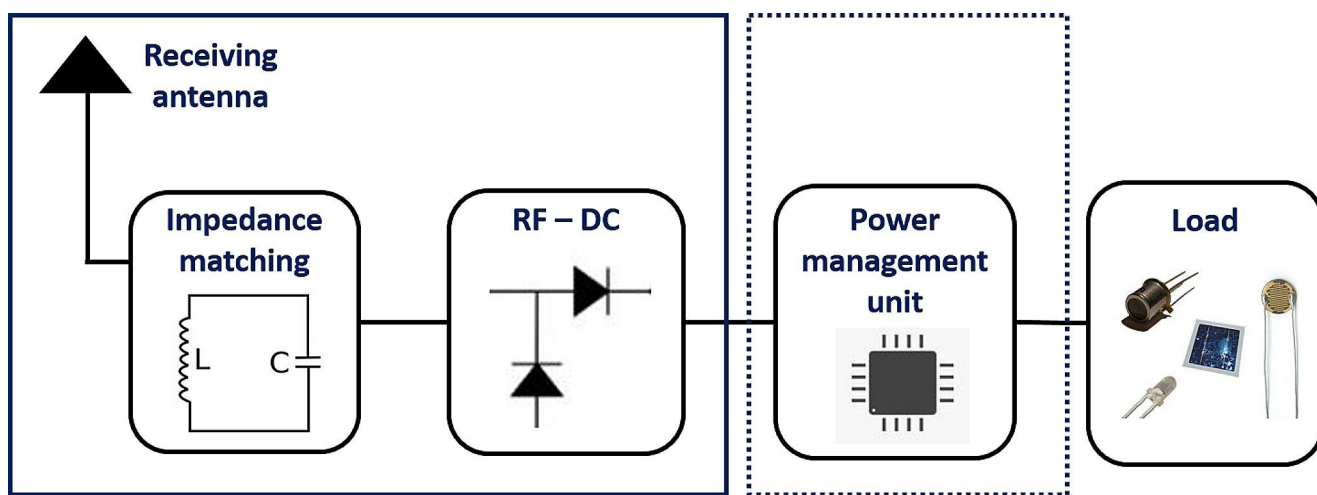 Receiving
antenna
Impedance
matching
L
C
RF – DC
Power
management
unit
Load